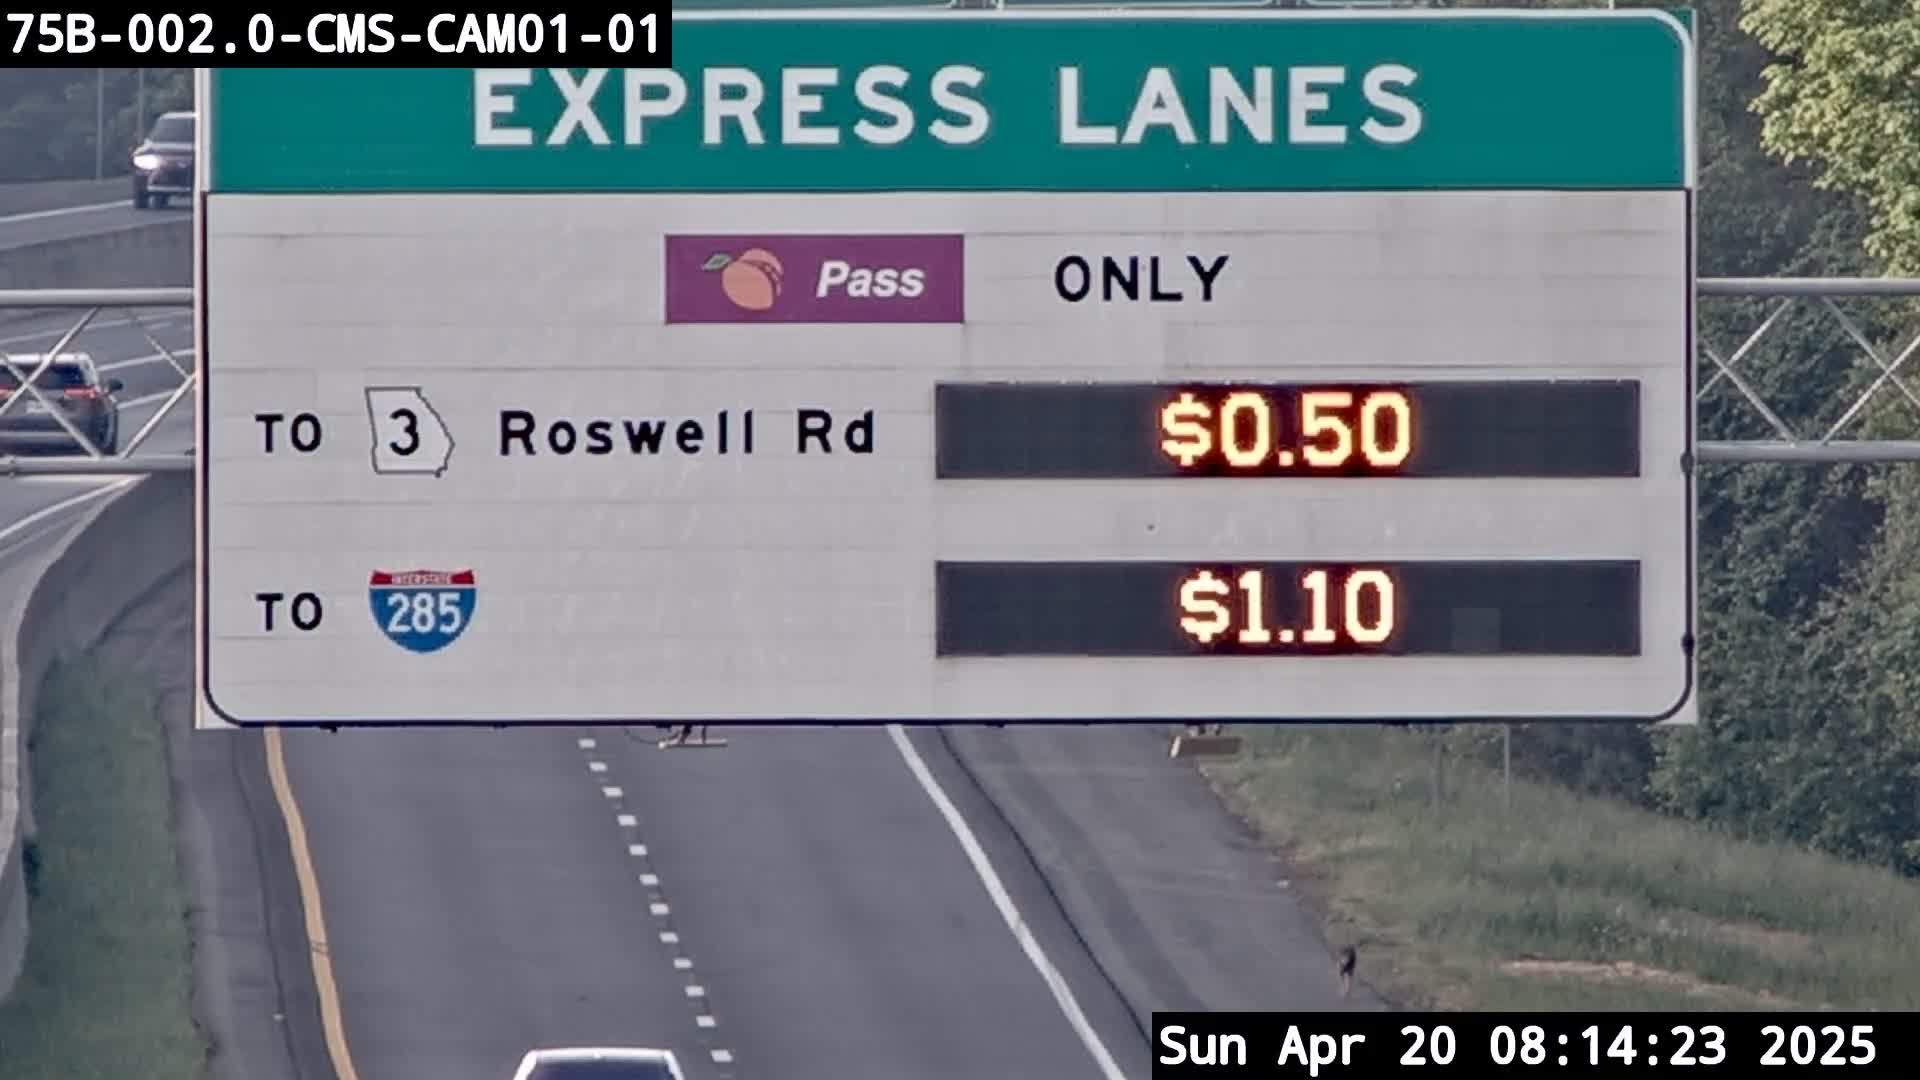 75B-002.0-CMS-CAM01-01
EXPRESS LANES
Pass ONLY
TO 3 Roswell Rd $0.50
INTERSTATE
TO 285 $1.10
Sun Apr 20 08:14:23 2025